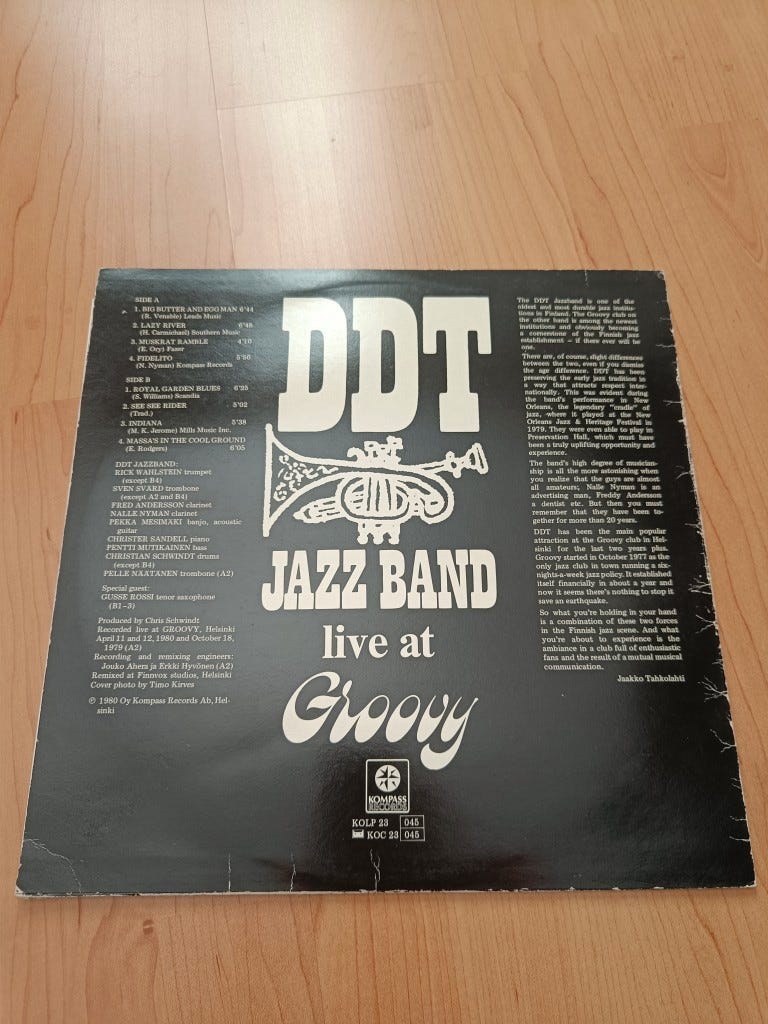 SIDE A
1. BIG BUTTER AND EGG MAN 6'44
(R. Venable) Leeds Music
2. LAZY RIVER 6'48
(H. Carmichael) Southern Music
3. MUSKRAT RAMBLE 4'10
(E. Ory) Fazer
4. FIDELITO 5'50
(N. Nyman) Kompass Records
SIDE B
1. ROYAL GARDEN BLUES 6'25
(S. Williams) Scandia
2. SEE SEE RIDER 5'02
(Trad.)
3. INDIANA 5'38
(M. K. Jerome) Mills Music Inc.
4. MASSA'S IN THE COOL GROUND
(E. Rodgers) 6'05
DDT JAZZBAND:
RICK WAHLSTEIN trumpet
(except B4)
SVEN SVÄRD trombone
(except A2 and B4)
FRED ANDERSSON clarinet
NALLE NYMAN clarinet
PEKKA MESIMÄKI banjo, acoustic
guitar
CHRISTER SANDELL piano
PENTTI MUTIKAINEN bass
CHRISTIAN SCHWINDT drums
(except B4)
PELLE NÄÄTÄNEN trombone (A2)
Special guest:
GUSSE ROSSI tenor saxophone
(B1-3)
Produced by Chris Schwindt
Recorded live at GROOVY, Helsinki
April 11 and 12, 1980 and October 18,
1979 (A2)
Recording and remixing engineers:
Jouko Ahera ja Erkki Hyvönen (A2)
Remixed at Finnvox studios, Helsinki
Cover photo by Timo Kirves
℗ 1980 Oy Kompass Records Ab, Hel-
sinki
DDT
JAZZ BAND
live at
Groovy
KOMPASS
RECORDS
KOLP 23 045
KOC 23 045
The DDT Jazzband is one of the
oldest and most durable jazz institu-
tions in Finland. The Groovy club on
the other hand is among the newest
institutions and obviously becoming
a cornerstone of the Finnish jazz
establishment – if there ever will be
one.
There are, of course, slight differences
between the two, even if you dismiss
the age difference. DDT has been
preserving the early jazz tradition in
a way that attracts respect inter-
nationally. This was evident during
the band's performance in New
Orleans, the legendary "cradle" of
jazz, where it played at the New
Orleans Jazz & Heritage Festival in
1979. They were even able to play in
Preservation Hall, which must have
been a truly uplifting opportunity and
experience.
The band's high degree of musician-
ship is all the more astonishing when
you realize that the guys are almost
all amateurs; Nalle Nyman is an
advertising man, Freddy Andersson
a dentist etc. But then you must
remember that they have been to-
gether for more than 20 years.
DDT has been the main popular
attraction at the Groovy club in Hel-
sinki for the last two years plus.
Groovy started in October 1977 as the
only jazz club in town running a six-
nights-a-week jazz policy. It established
itself financially in about a year and
now it seems there's nothing to stop it
save an earthquake.
So what you're holding in your hand
is a combination of these two forces
in the Finnish jazz scene. And what
you're about to experience is the
ambiance in a club full of enthusiastic
fans and the result of a mutual musical
communication.
Jaakko Tahkolahti